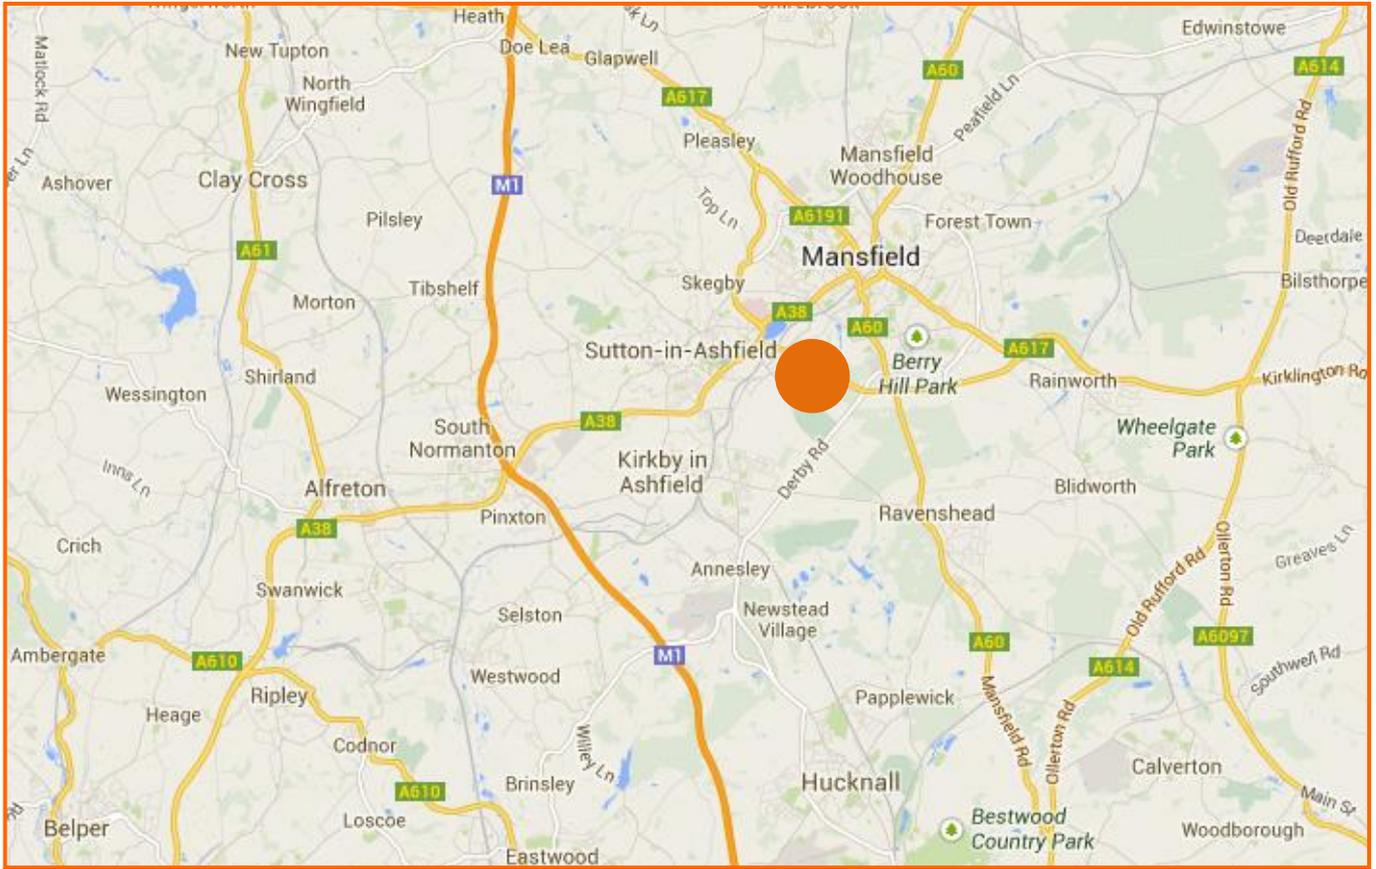 Heath
Edwinstowe
New Tupton
Doe Lea
Glapwell
Matlock Rd
North
Wingfield
A60
A614
A617
Peafield Ln
Pleasley
Mansfield
Woodhouse
Old Rufford Rd
Ashover
Clay Cross
M1
Top Ln
Pilsley
A6191
Forest Town
A61
Mansfield
Deerdale
Tibshelf
Skegby
Bilsthorpe
Morton
A38
A60
Sutton-in-Ashfield
Berry
Hill Park
A617
Shirland
Rainworth
Kirklington Rd
Wessington
A38
South
Normanton
Wheelgate
Park
Kirkby in
Ashfield
Derby Rd
Inns Ln
Alfreton
Blidworth
Pinxton
Ravenshead
A38
Crich
Ollerton Rd
Greaves Ln
Annesley
Old Rufford Rd
Swanwick
Selston
Newstead
Village
A60
A6097
Ambergate
A610
M1
A614
Southwell Rd
Westwood
Ripley
Papplewick
Mansfield Rd
Heage
Ollerton Rd
Codnor
Willey Ln
Calverton
Brinsley
Hucknall
A610
Main St
Belper
Loscoe
Bestwood
Country Park
Woodborough
Eastwood